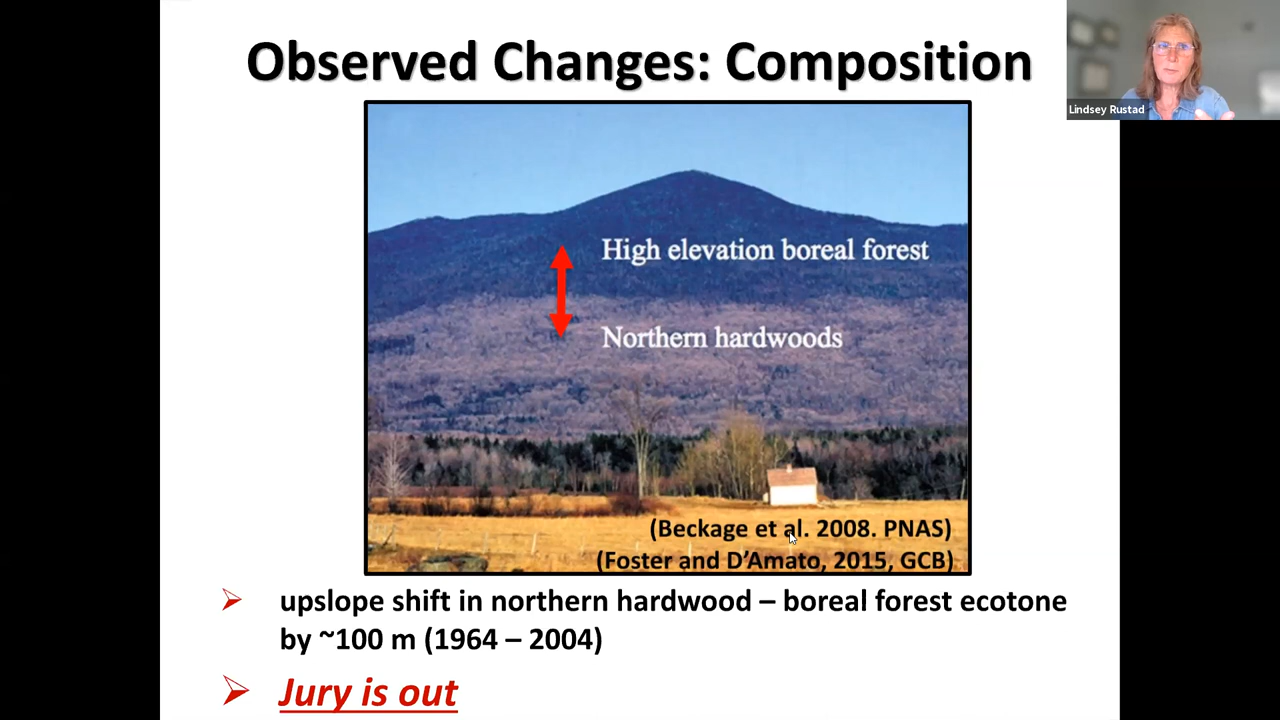 Observed Changes: Composition
Lindsey Rustad
High elevation boreal forest
Northern hardwoods
(Beckage et al. 2008. PNAS)
(Foster and D’Amato, 2015, GCB)
upslope shift in northern hardwood – boreal forest ecotone
by ~100 m (1964 – 2004)
Jury is out